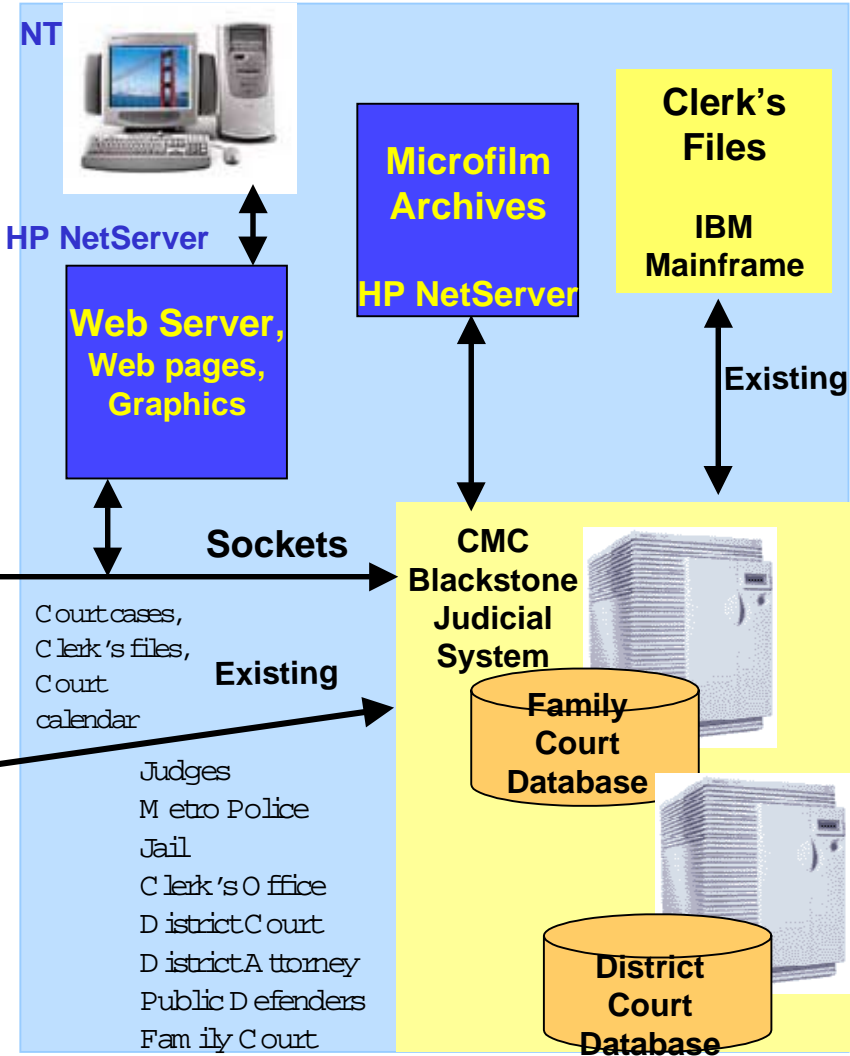 NT
HP NetServer
Web Server,
Web pages,
Graphics
Microfilm
Archives
HP NetServer
Clerk's
Files
IBM
Mainframe
Existing
Sockets
Court cases,
Clerk's files,
Court
calendar
Existing
Judges
Metro Police
Jail
Clerk's Office
District Court
District Attorney
Public Defenders
Family Court
CMC
Blackstone
Judicial
System
Family
Court
Database
District
Court
Database